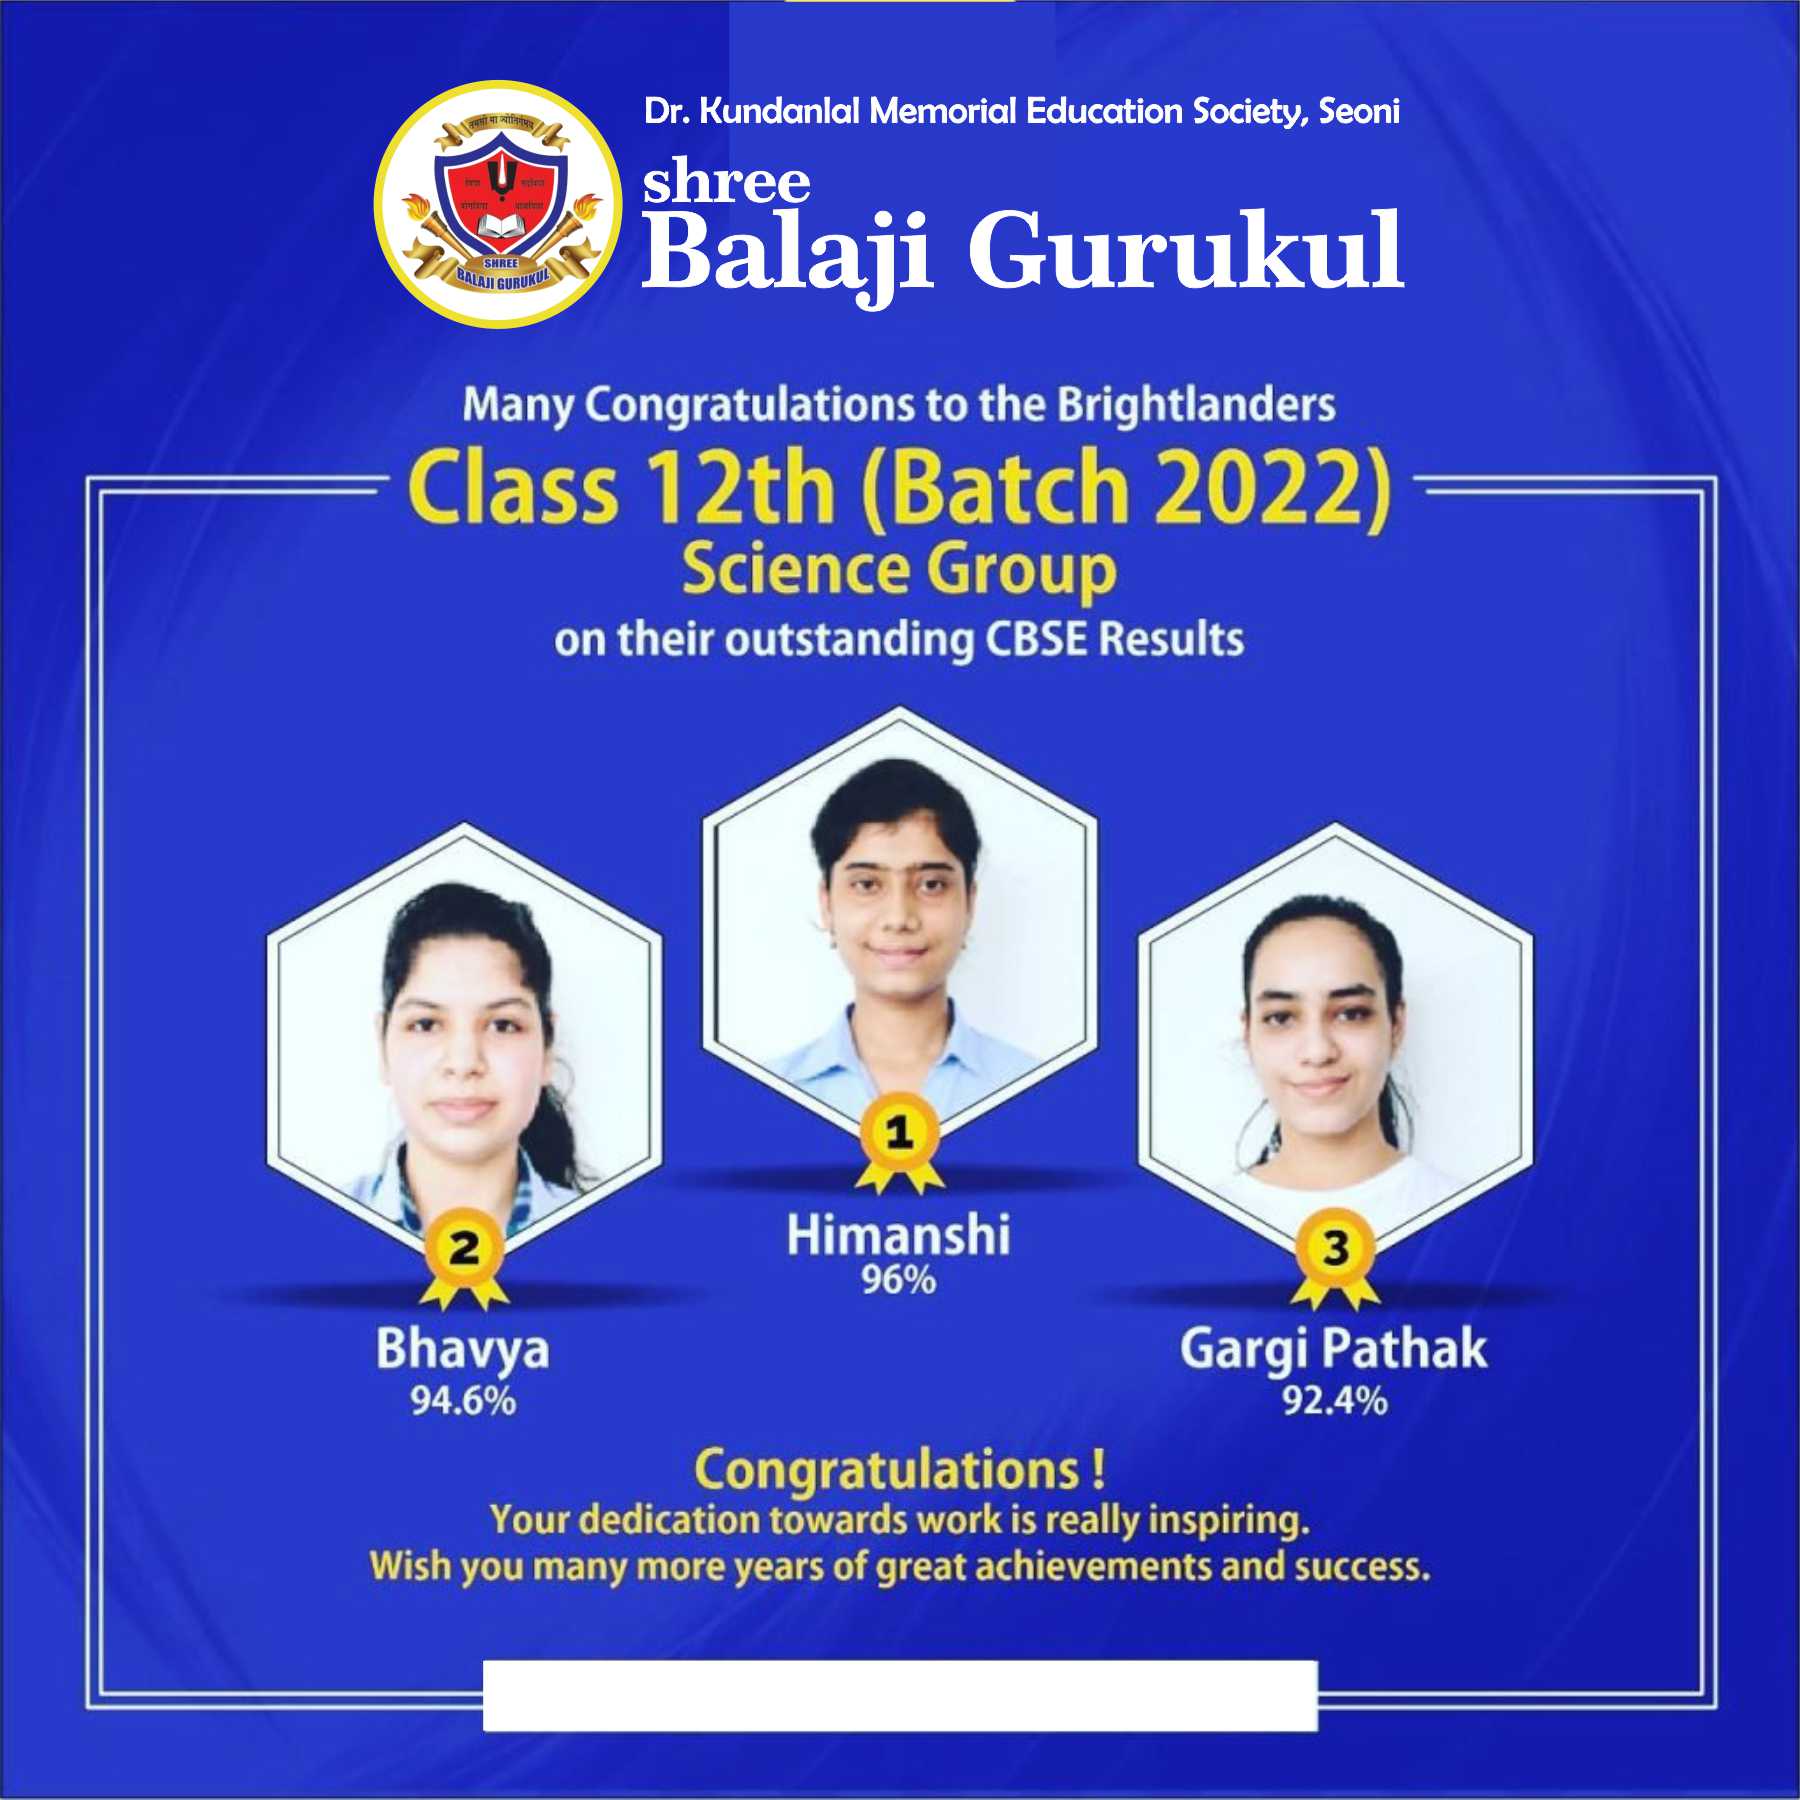 Dr. Kundanlal Memorial Education Society, Seoni
shree
Balaji Gurukul
तमसो मा ज्योतिर्गमय
SHREE
BALAJI GURUKUL
Many Congratulations to the Brightlanders
Class 12th (Batch 2022)
Science Group
on their outstanding CBSE Results
1
Himanshi
96%
2
Bhavya
94.6%
3
Gargi Pathak
92.4%
Congratulations !
Your dedication towards work is really inspiring.
Wish you many more years of great achievements and success.